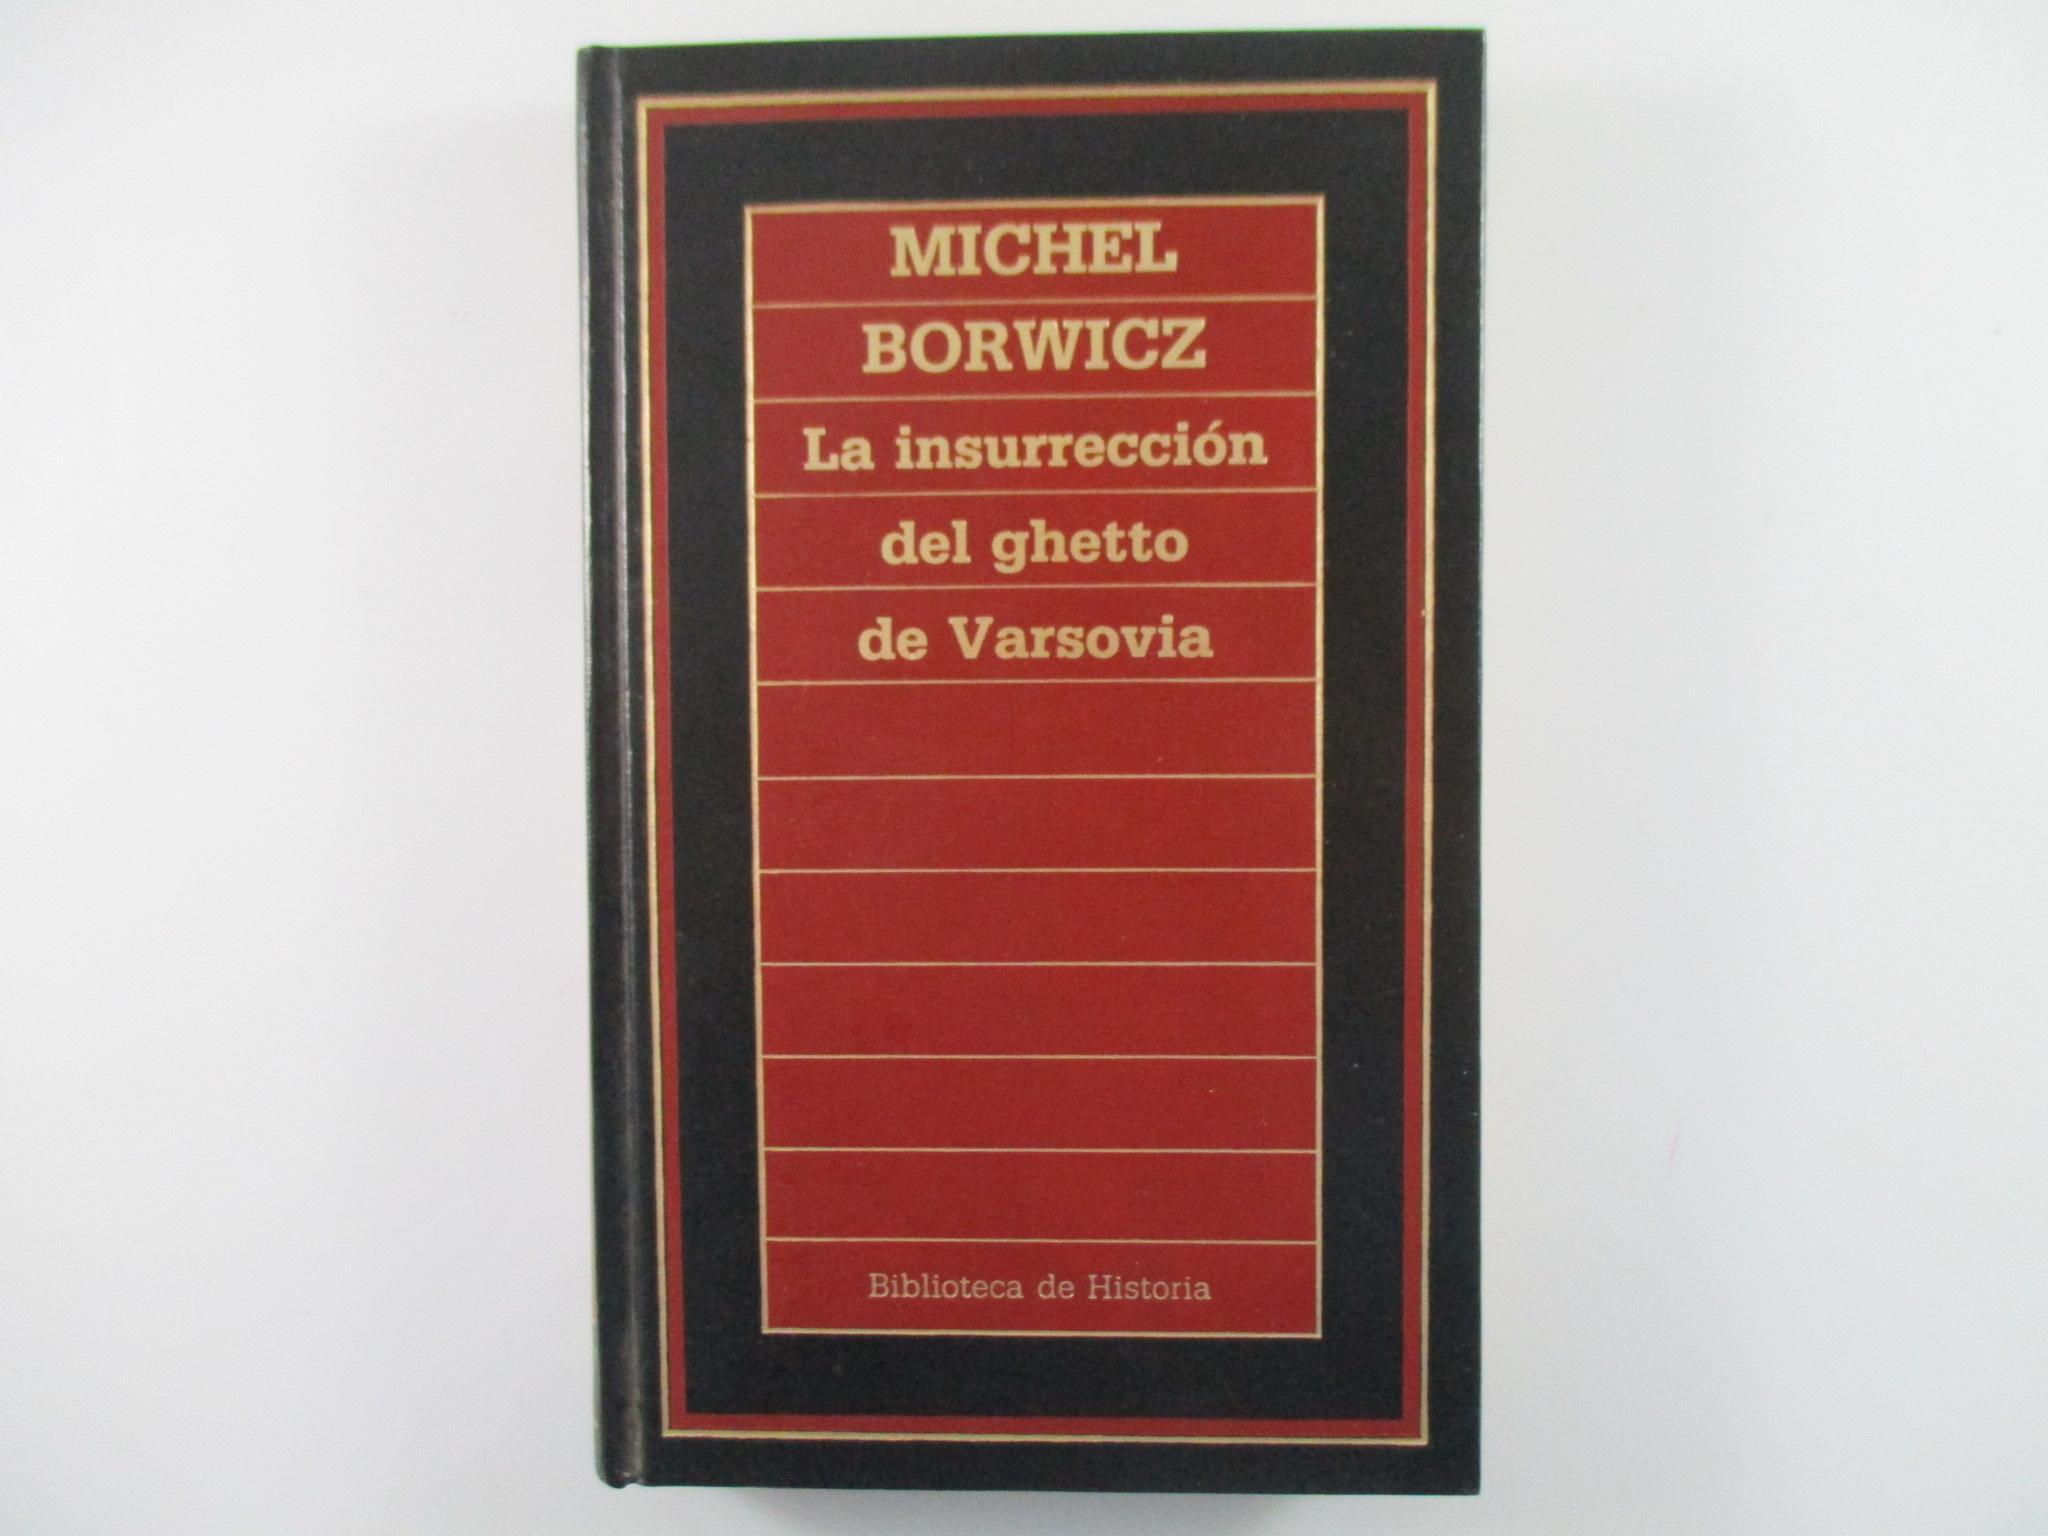 MICHEL
BORWICZ
La insurrección
del ghetto
de Varsovia
Biblioteca de Historia